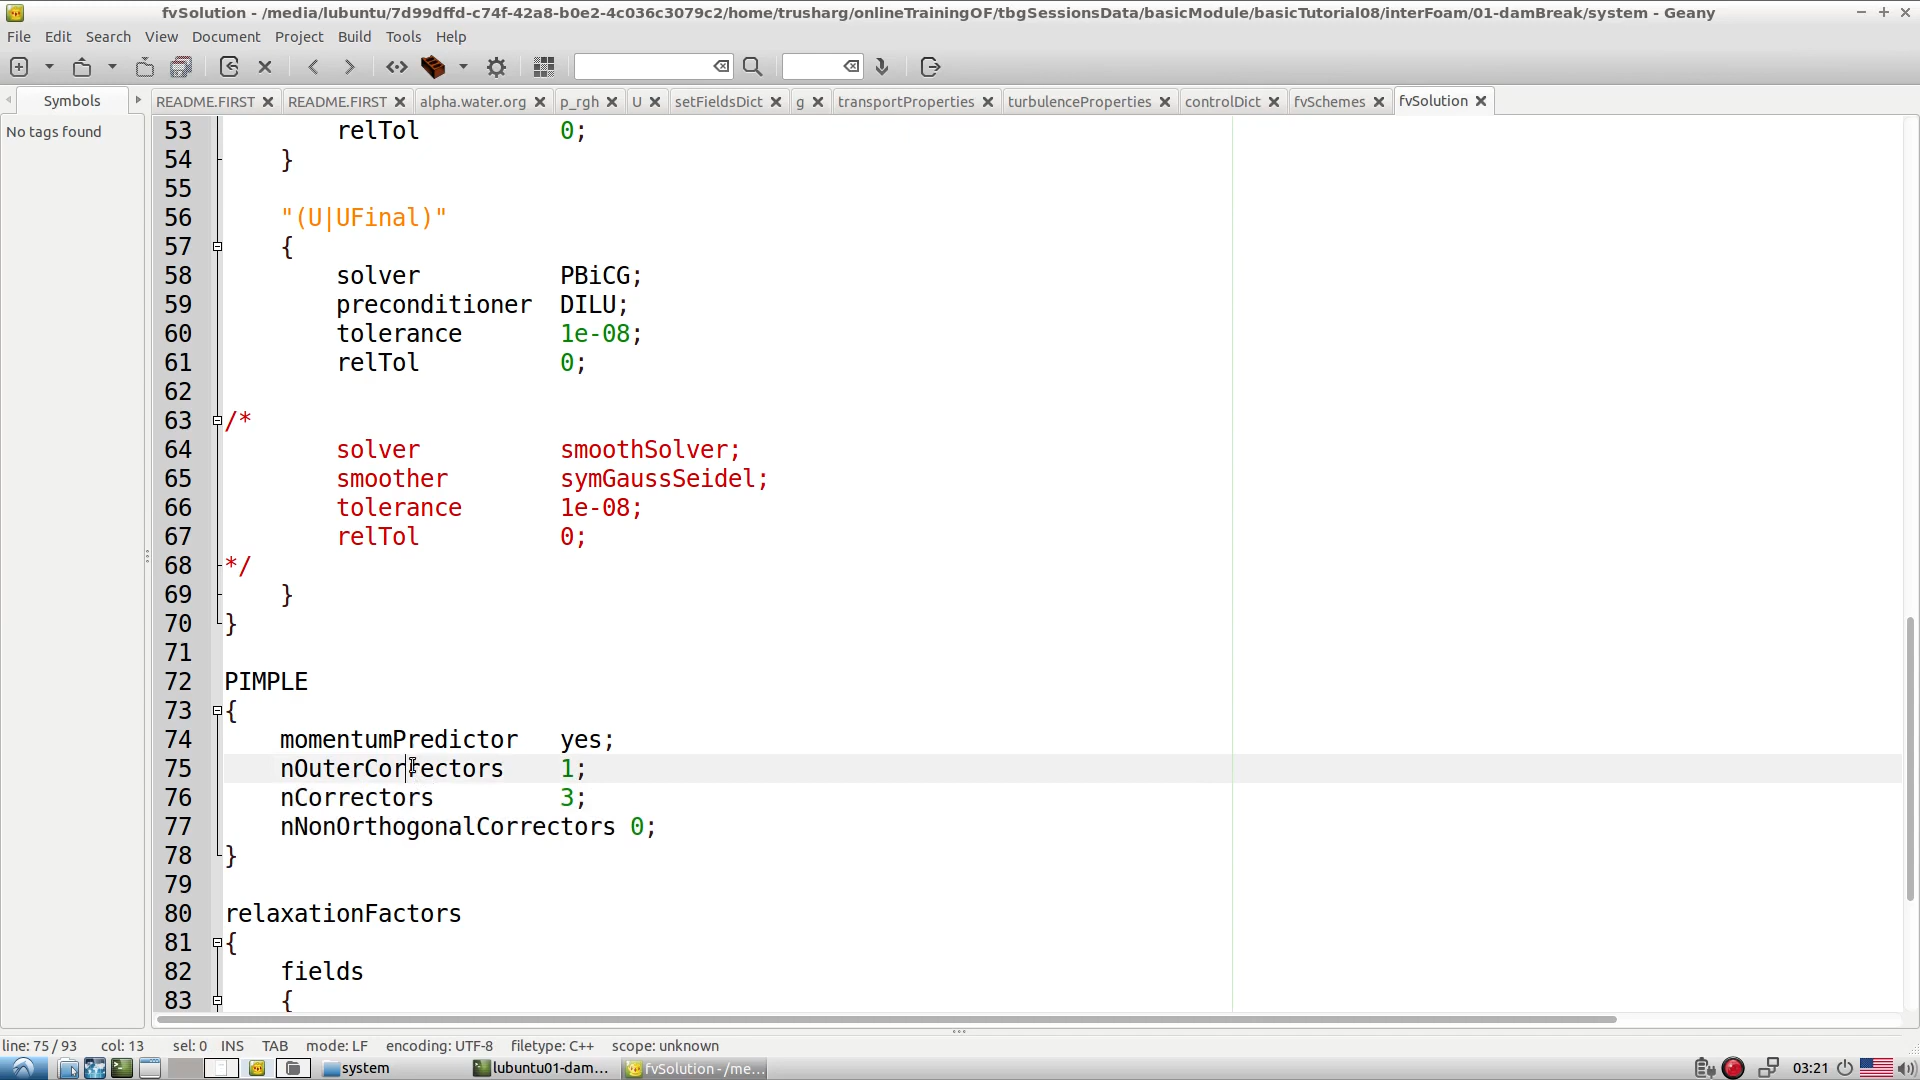 fvSolution - /media/lubuntu/7d99dffd-c74f-42a8-b0e2-4c036c3079c2/home/trusharg/onlineTrainingOF/tbgSessionsData/basicModule/basicTutorial08/interFoam/01-damBreak/system - Geany
File Edit Search View Document Project Build Tools Help
Symbols README.FIRST README.FIRST alpha.water.org p_rgh U setFieldsDict g transportProperties turbulenceProperties controlDict fvSchemes fvSolution
No tags found
53 relTol 0;
54 }
55
56 "(U|UFinal)"
57 {
58 solver PBiCG;
59 preconditioner DILU;
60 tolerance 1e-08;
61 relTol 0;
62
63 /*
64 solver smoothSolver;
65 smoother symGaussSeidel;
66 tolerance 1e-08;
67 relTol 0;
68 */
69 }
70 }
71
72 PIMPLE
73 {
74 momentumPredictor yes;
75 nOuterCorrectors 1;
76 nCorrectors 3;
77 nNonOrthogonalCorrectors 0;
78 }
79
80 relaxationFactors
81 {
82 fields
83 {
line: 75 / 93 col: 13 sel: 0 INS TAB mode: LF encoding: UTF-8 filetype: C++ scope: unknown
system lubuntu01-dam... fvSolution - /me... 03:21